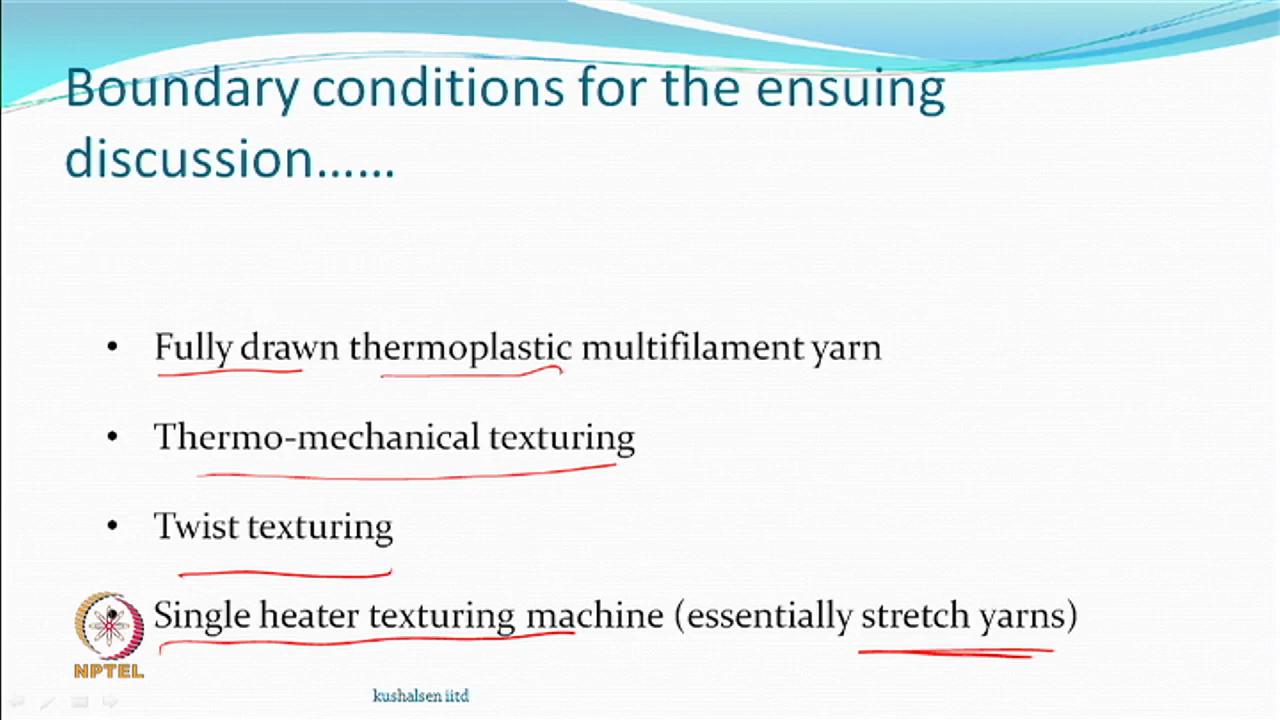 Boundary conditions for the ensuing
discussion……
• Fully drawn thermoplastic multifilament yarn
• Thermo-mechanical texturing
• Twist texturing
• Single heater texturing machine (essentially stretch yarns)
NPTEL
kushalsen iitd